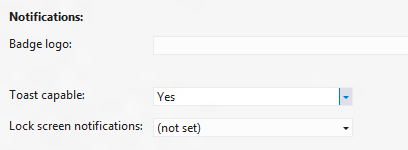 Notifications:
Badge logo:
Toast capable: Yes
Lock screen notifications: (not set)